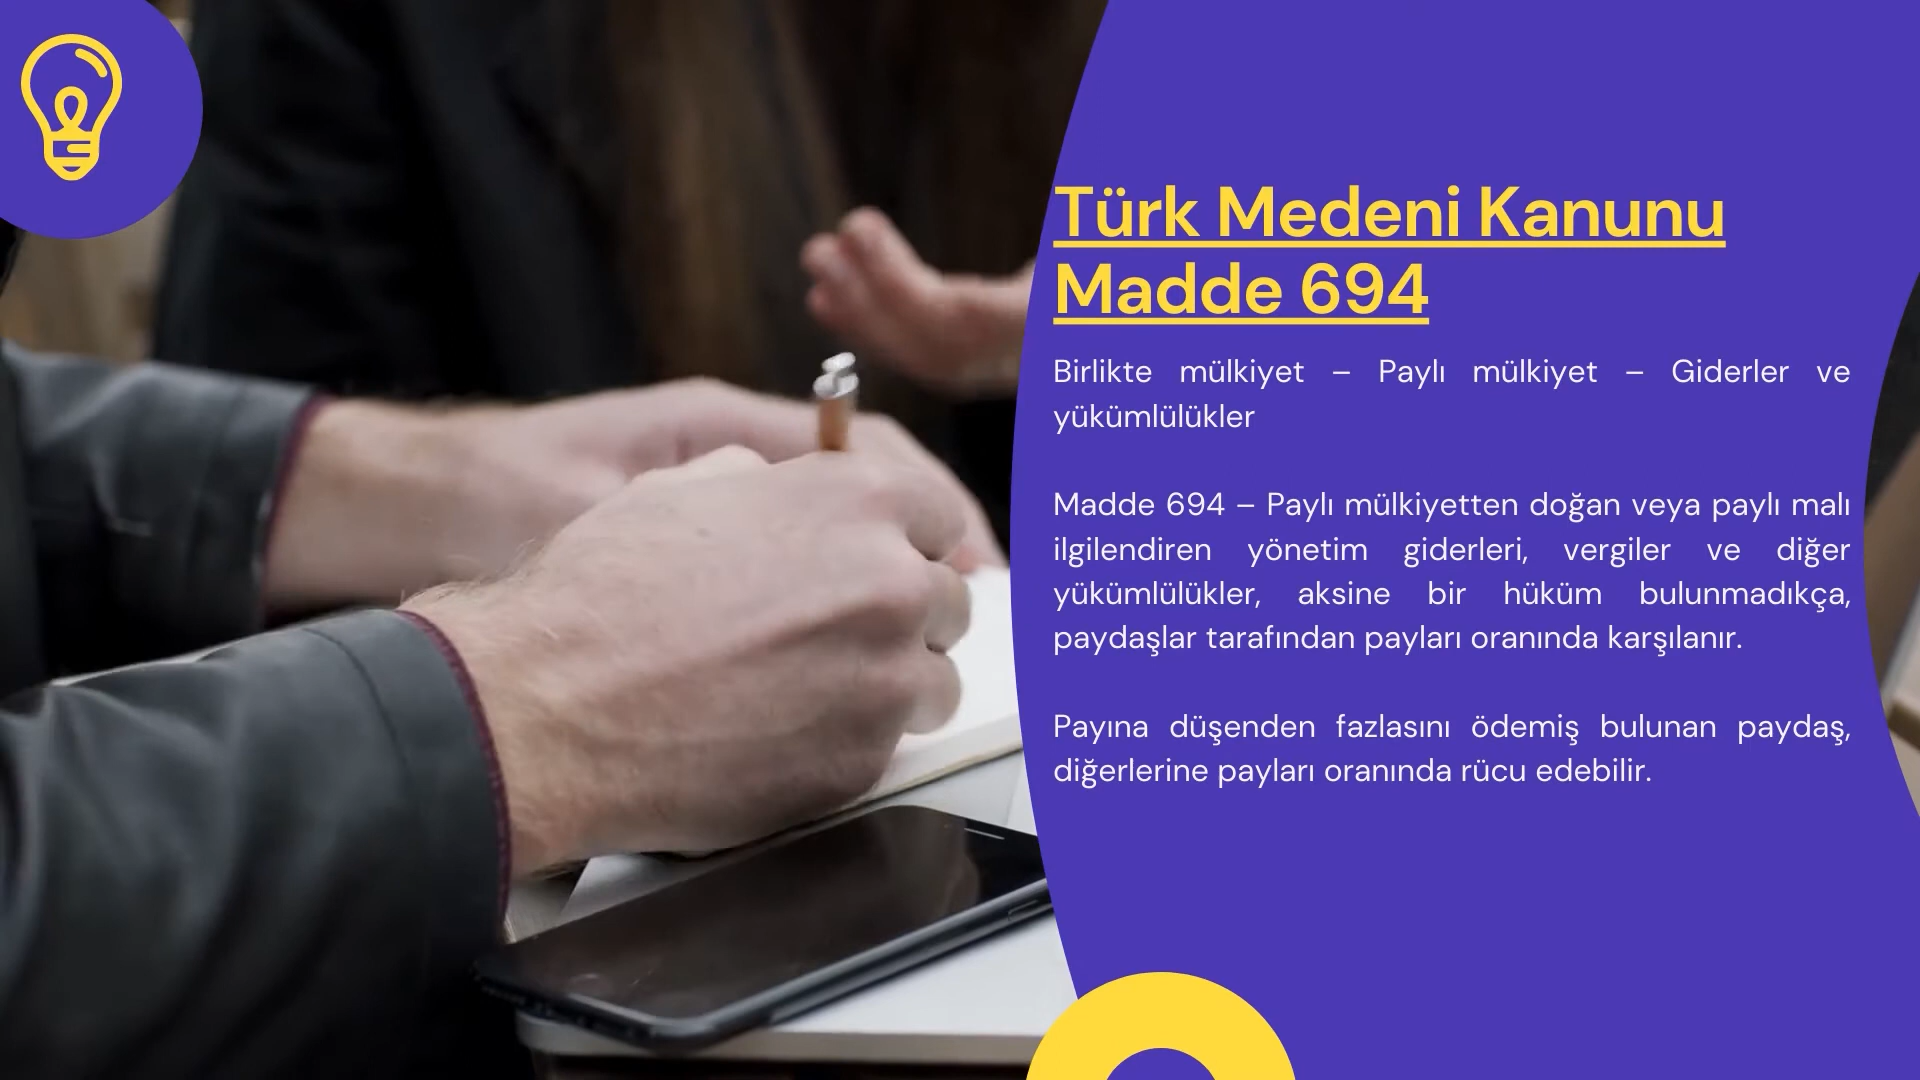 Türk Medeni Kanunu
Madde 694
Birlikte mülkiyet – Paylı mülkiyet – Giderler ve
yükümlülükler
Madde 694 – Paylı mülkiyetten doğan veya paylı malı
ilgilendiren yönetim giderleri, vergiler ve diğer
yükümlülükler, aksine bir hüküm bulunmadıkça,
paydaşlar tarafından payları oranında karşılanır.
Payına düşenden fazlasını ödemiş bulunan paydaş,
diğerlerine payları oranında rücu edebilir.